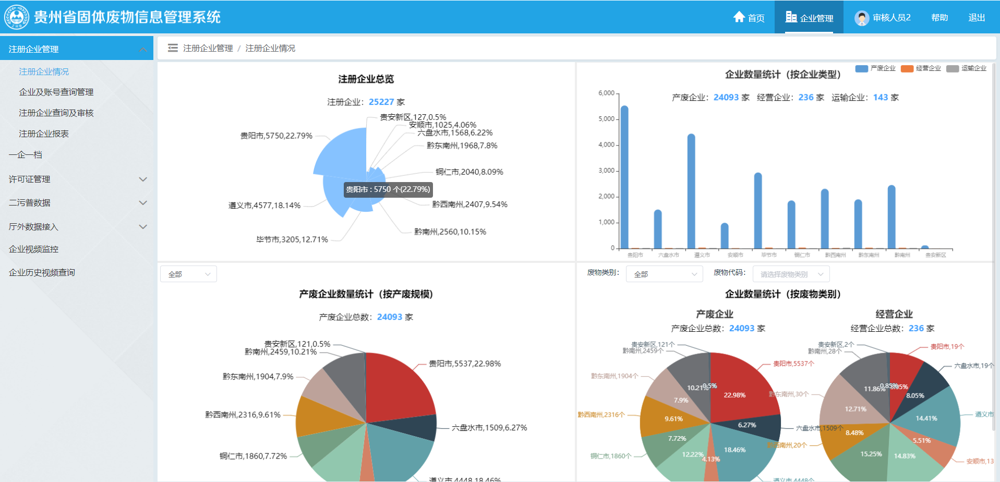 贵州省固体废物信息管理系统
首页
企业管理
审核人员2
帮助
退出
注册企业管理
注册企业情况
企业及账号查询管理
注册企业查询及审核
注册企业报表
一企一档
许可证管理
二污普数据
厅外数据接入
企业视频监控
企业历史视频查询
注册企业管理 / 注册企业情况
注册企业总览
注册企业：25227 家
贵安新区,127,0.5%
安顺市,1025,4.06%
六盘水市,1568,6.22%
黔东南州,1968,7.8%
铜仁市,2040,8.09%
黔西南州,2407,9.54%
黔南州,2560,10.15%
毕节市,3205,12.71%
遵义市,4577,18.14%
贵阳市,5750,22.79%
贵阳市 : 5750 个(22.79%)
企业数量统计（按企业类型）
产废企业
经营企业
运输企业
产废企业：24093 家 经营企业：236 家 运输企业：143 家
6,000
5,000
4,000
3,000
2,000
1,000
0
贵阳市
六盘水市
遵义市
安顺市
毕节市
铜仁市
黔西南州
黔东南州
黔南州
贵安新区
全部
产废企业数量统计（按产废规模）
产废企业总数：24093 家
贵安新区,121,0.5%
黔南州,2459,10.21%
黔东南州,1904,7.9%
黔西南州,2316,9.61%
铜仁市,1860,7.72%
贵阳市,5537,22.98%
六盘水市,1509,6.27%
遵义市,4448,18.46%
废物类别：
全部
废物代码：
请选择废物类别
企业数量统计（按废物类别）
产废企业
产废企业总数：24093 家
贵安新区,121个
黔南州,2459个
黔东南州,1904个
黔西南州,2316个
铜仁市,1860个
贵阳市,5537个
六盘水市,1509个
遵义市,4448个
0.5%
10.21%
7.9%
9.61%
7.72%
12.22%
4.13%
18.46%
6.27%
22.98%
经营企业
经营企业总数：236 家
贵安新区,2个
黔南州,28个
黔东南州,30个
黔西南州,20个
贵阳市,19个
六盘水市,19个
遵义市
安顺市,13
0.85%
11.86%
12.71%
8.48%
15.25%
14.83%
5.51%
14.41%
8.05%